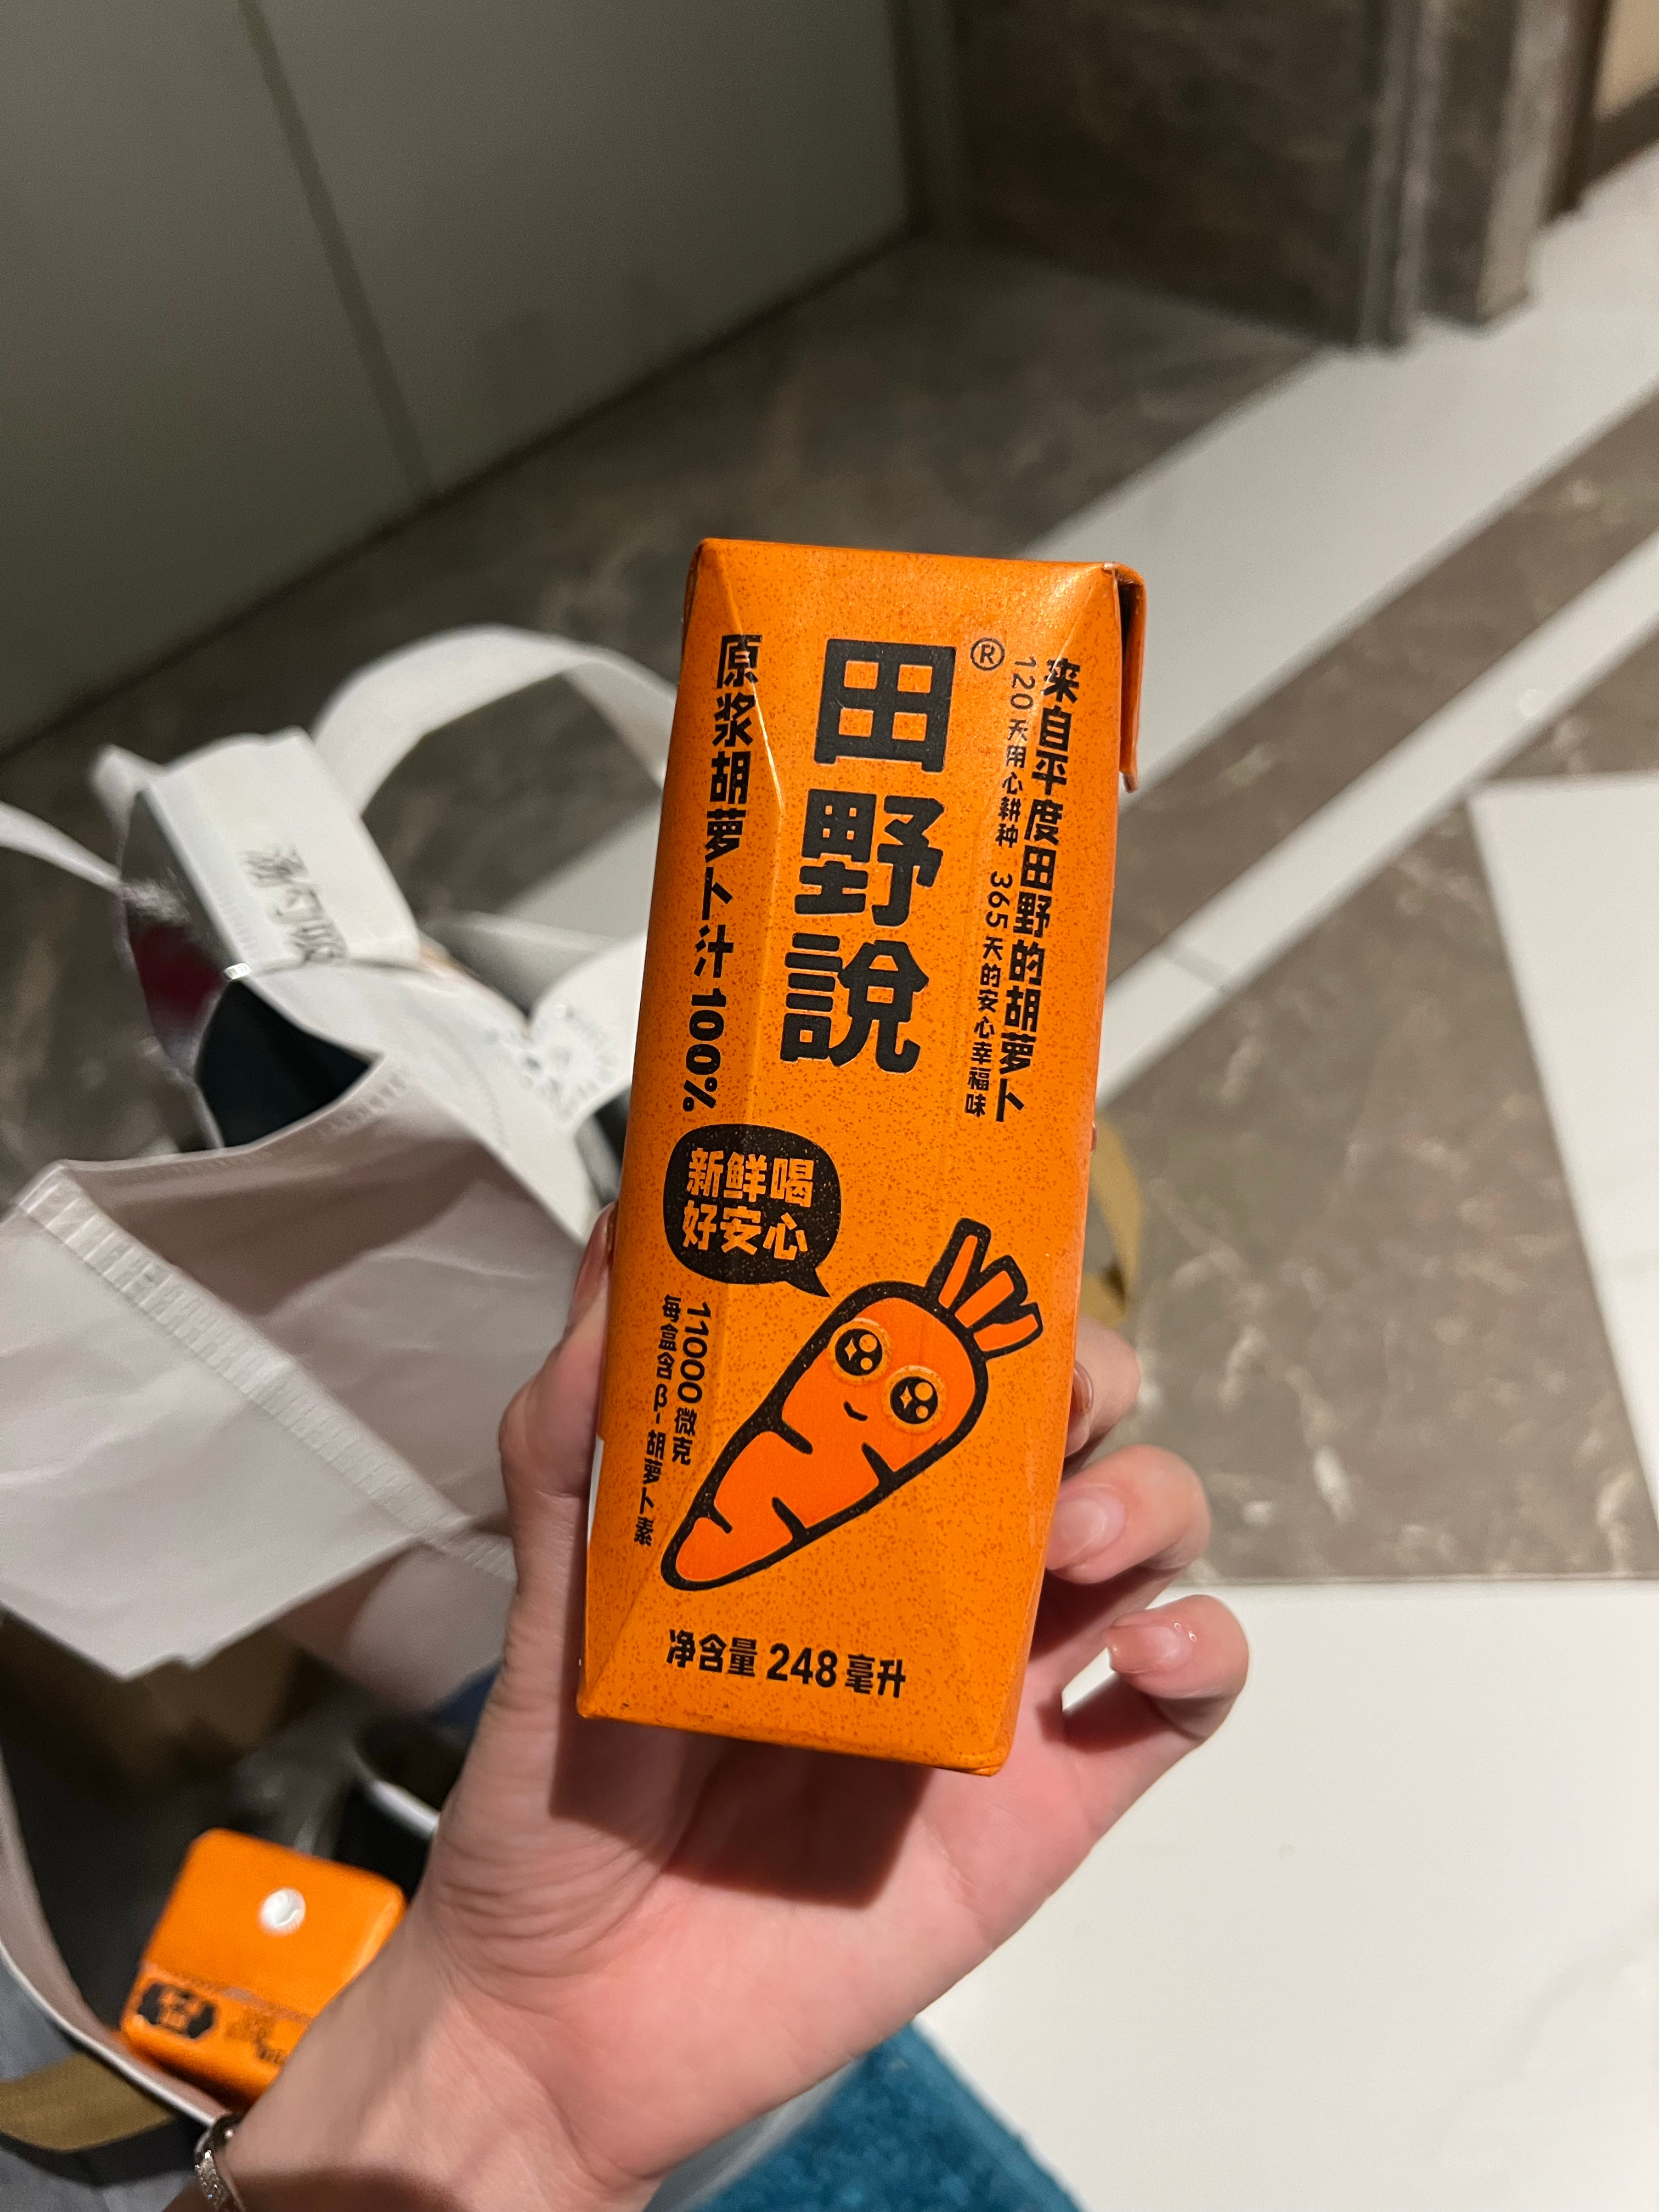 来自平度田野的胡萝卜
120天用心耕种 365天的安心幸福味
田野說®
原浆胡萝卜汁100%
新鲜喝
好安心
11000微克
每盒含β-胡萝卜素
净含量 248毫升